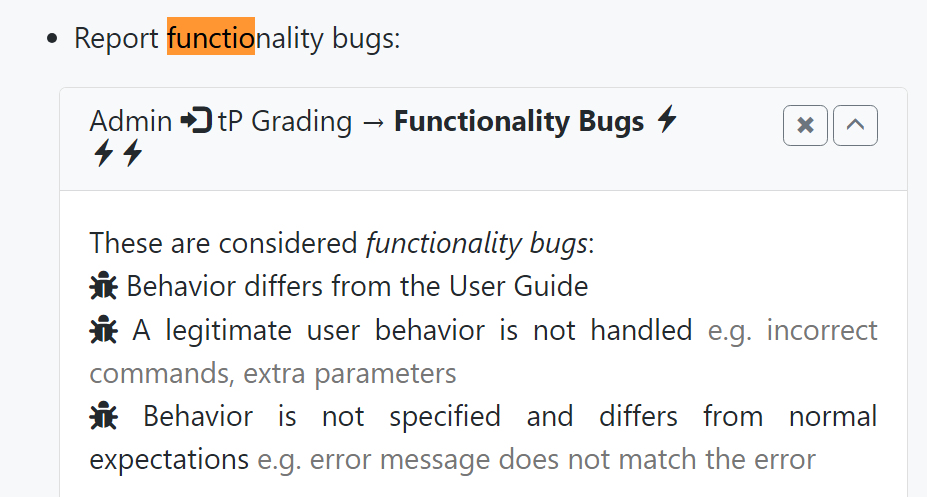 Report functionality bugs:
Admin tP Grading → Functionality Bugs
These are considered functionality bugs:
Behavior differs from the User Guide
A legitimate user behavior is not handled e.g. incorrect
commands, extra parameters
Behavior is not specified and differs from normal
expectations e.g. error message does not match the error